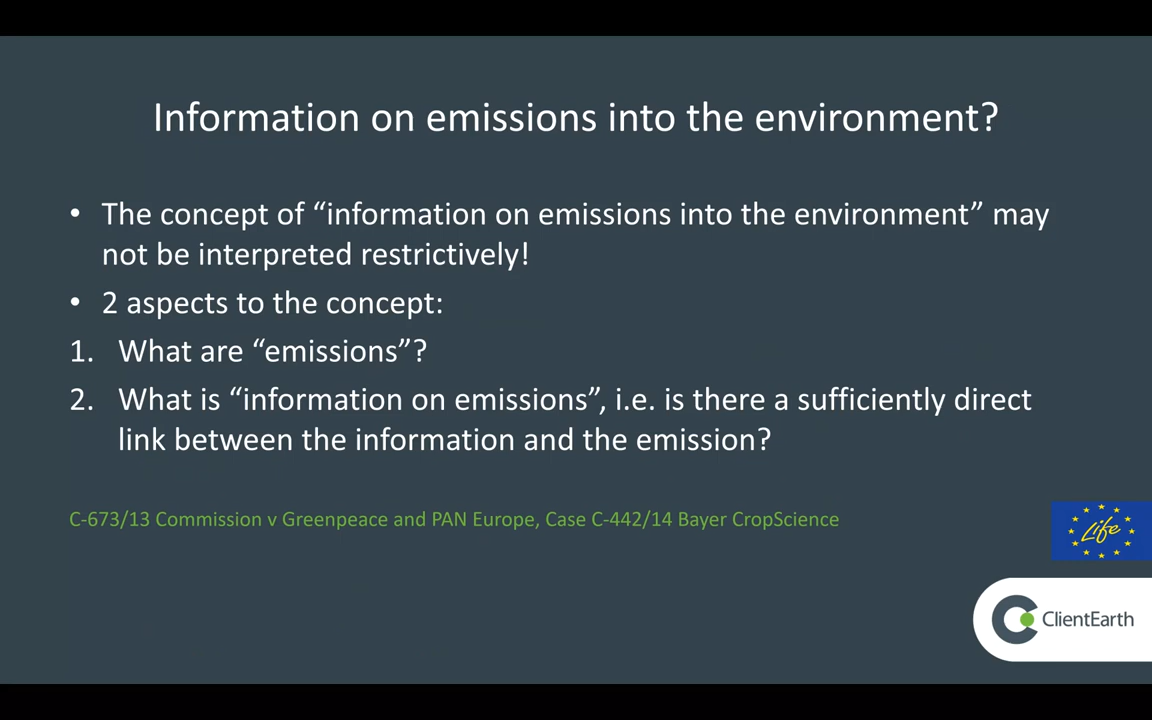 Information on emissions into the environment?
• The concept of “information on emissions into the environment” may
not be interpreted restrictively!
• 2 aspects to the concept:
1. What are “emissions”?
2. What is “information on emissions”, i.e. is there a sufficiently direct
link between the information and the emission?
C-673/13 Commission v Greenpeace and PAN Europe, Case C-442/14 Bayer CropScience
Life
ClientEarth